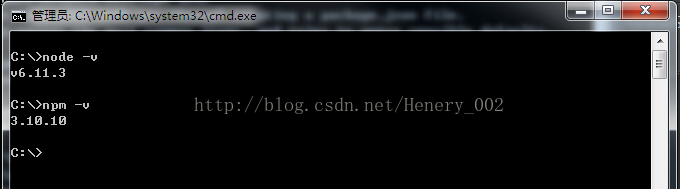 管理员: C:\Windows\system32\cmd.exe
C:\>node -v
v6.11.3
C:\>npm -v
3.10.10
http://blog.csdn.net/Henery_002
C:\>